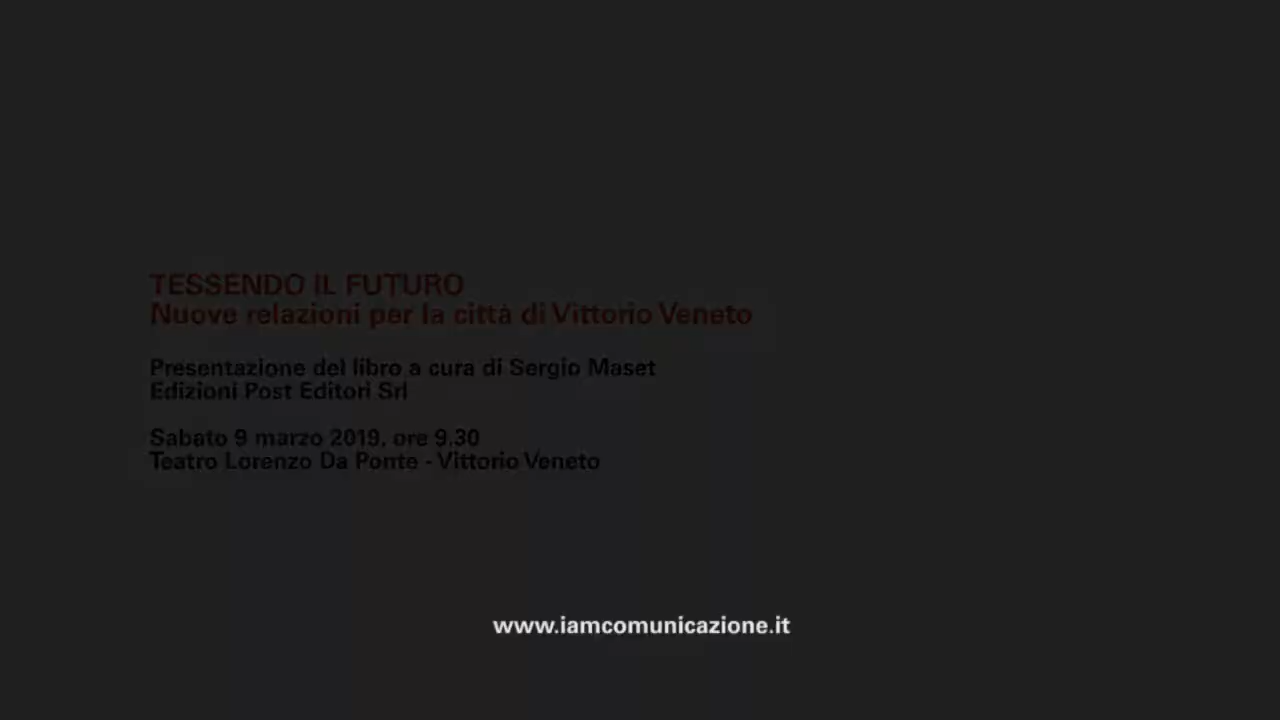 TESSENDO IL FUTURO
Nuove relazioni per la città di Vittorio Veneto
Presentazione del libro a cura di Sergio Maset
Edizioni Post Editori Srl
Sabato 9 marzo 2019, ore 9.30
Teatro Lorenzo Da Ponte - Vittorio Veneto
www.iamcomunicazione.it